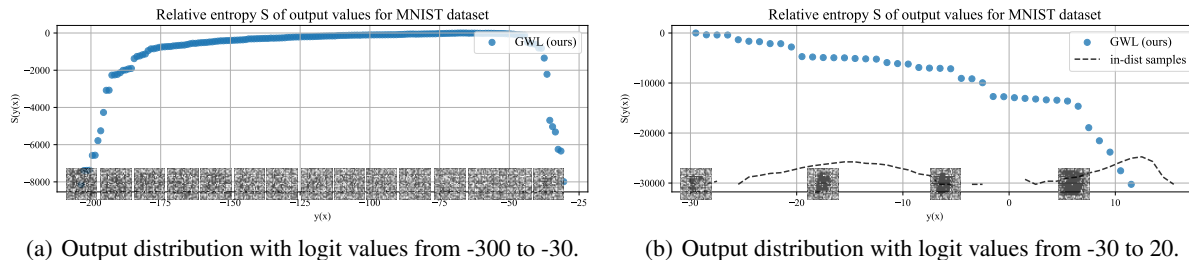 Relative entropy S of output values for MNIST dataset
S(y(x))
0
−2000
−4000
−6000
−8000
GWL (ours)
−200
−175
−150
−125
−100
−75
−50
−25
y(x)
(a) Output distribution with logit values from -300 to -30.
Relative entropy S of output values for MNIST dataset
S(y(x))
0
−5000
−10000
−15000
−20000
−25000
−30000
GWL (ours)
in-dist samples
−30
−20
−10
0
10
y(x)
(b) Output distribution with logit values from -30 to 20.